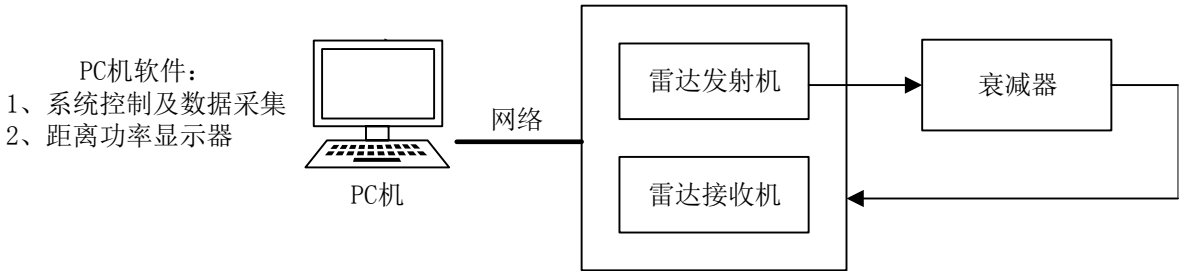 PC机软件:
1、系统控制及数据采集
2、距离功率显示器
PC机
网络
雷达发射机
雷达接收机
衰减器